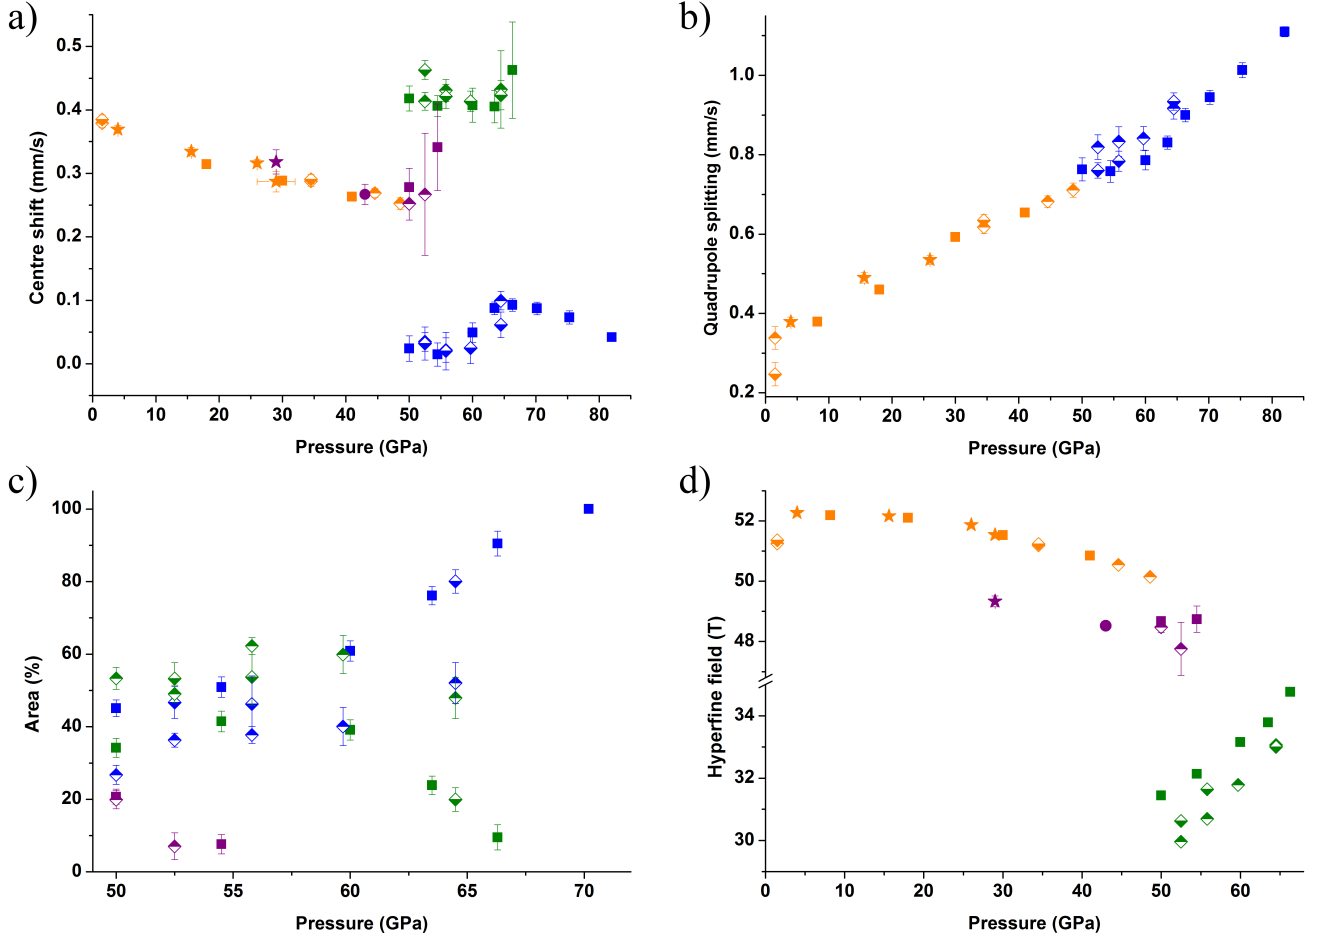 a)
0.5
0.4
0.3
0.2
0.1
0.0
Centre shift (mm/s)
0 10 20 30 40 50 60 70 80
Pressure (GPa)
b)
1.0
0.8
0.6
0.4
0.2
Quadrupole splitting (mm/s)
0 10 20 30 40 50 60 70 80
Pressure (GPa)
c)
100
80
60
40
20
0
Area (%)
50 55 60 65 70
Pressure (GPa)
d)
52
50
48
34
32
30
Hyperfine field (T)
0 10 20 30 40 50 60
Pressure (GPa)